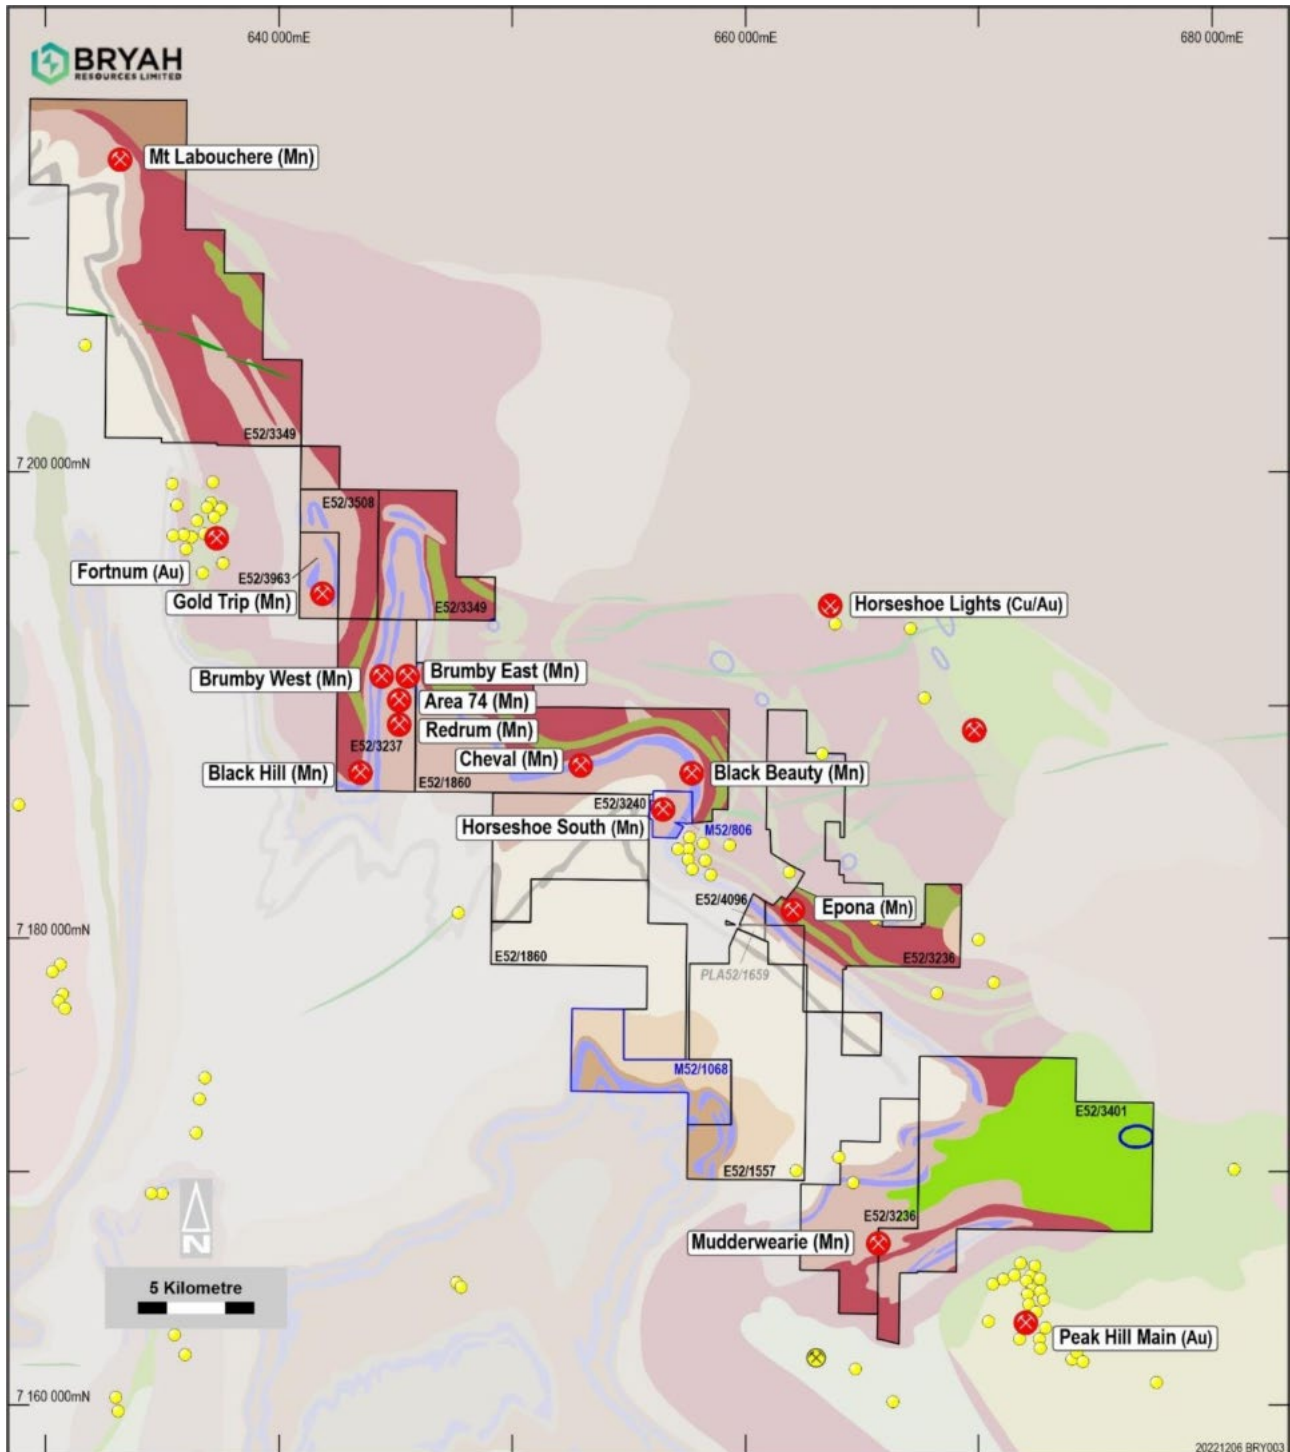 640 000mE
660 000mE
680 000mE
BRYAH
RESOURCES LIMITED
Mt Labouchere (Mn)
E52/3349
7 200 000mN
E52/3508
Fortnum (Au)
E52/3963
Gold Trip (Mn)
E52/3349
Horseshoe Lights (Cu/Au)
Brumby West (Mn)
Brumby East (Mn)
Area 74 (Mn)
Redrum (Mn)
E52/3237
Cheval (Mn)
Black Hill (Mn)
E52/1860
Black Beauty (Mn)
E52/3240
Horseshoe South (Mn)
M52/806
E52/4096
Epona (Mn)
7 180 000mN
E52/1860
E52/3236
PLA52/1659
M52/1068
E52/3401
E52/1557
E52/3236
Mudderwearie (Mn)
N
5 Kilometre
Peak Hill Main (Au)
7 160 000mN
20221206 BRY003